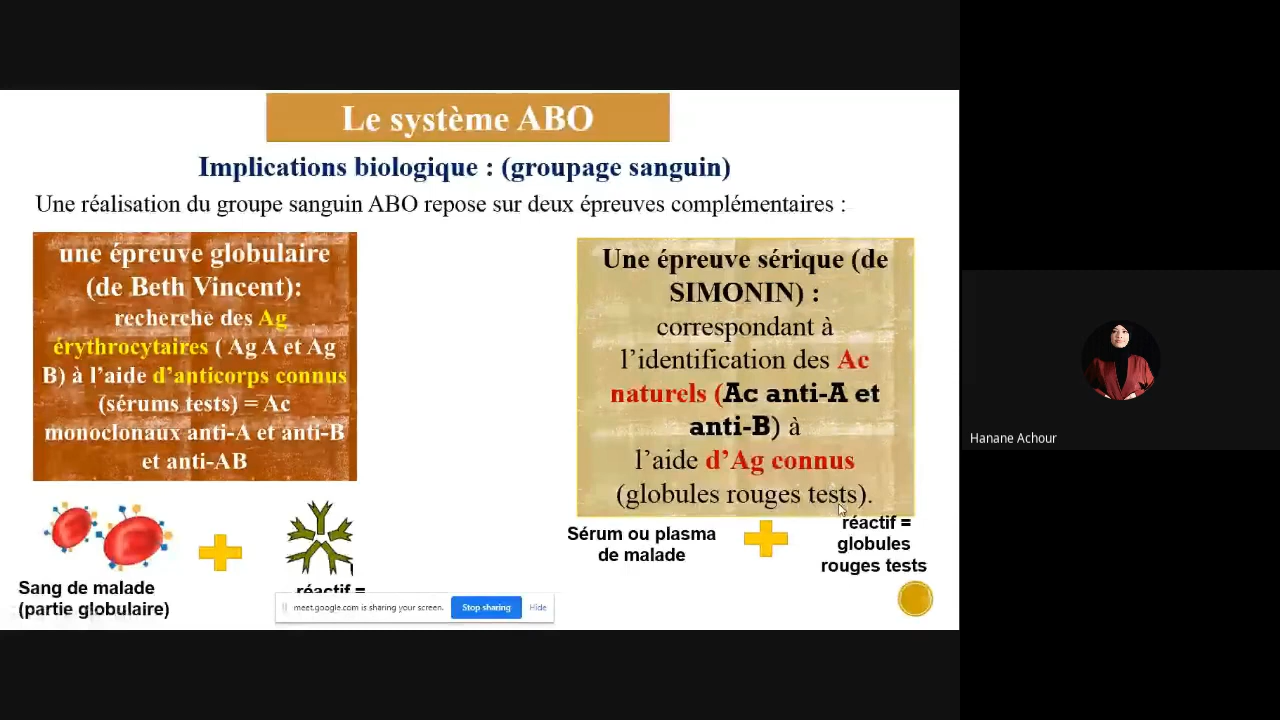 Le système ABO
Implications biologique : (groupage sanguin)
Une réalisation du groupe sanguin ABO repose sur deux épreuves complémentaires :
une épreuve globulaire
(de Beth Vincent):
recherche des Ag
érythrocytaires ( Ag A et Ag
B) à l’aide d’anticorps connus
(sérums tests) = Ac
monoclonaux anti-A et anti-B
et anti-AB
Sang de malade
(partie globulaire)
réactif =
Une épreuve sérique (de
SIMONIN) :
correspondant à
l’identification des Ac
naturels (Ac anti-A et
anti-B) à
l’aide d’Ag connus
(globules rouges tests).
Sérum ou plasma
de malade
réactif =
globules
rouges tests
meet.google.com is sharing your screen.
Stop sharing
Hide
Hanane Achour